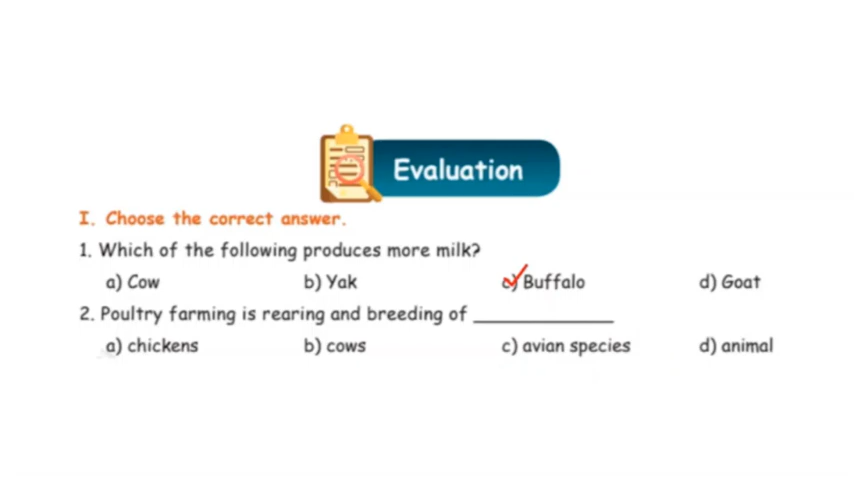 Evaluation
I. Choose the correct answer.
1. Which of the following produces more milk?
a) Cow b) Yak c) Buffalo d) Goat
2. Poultry farming is rearing and breeding of ______________
a) chickens b) cows c) avian species d) animal